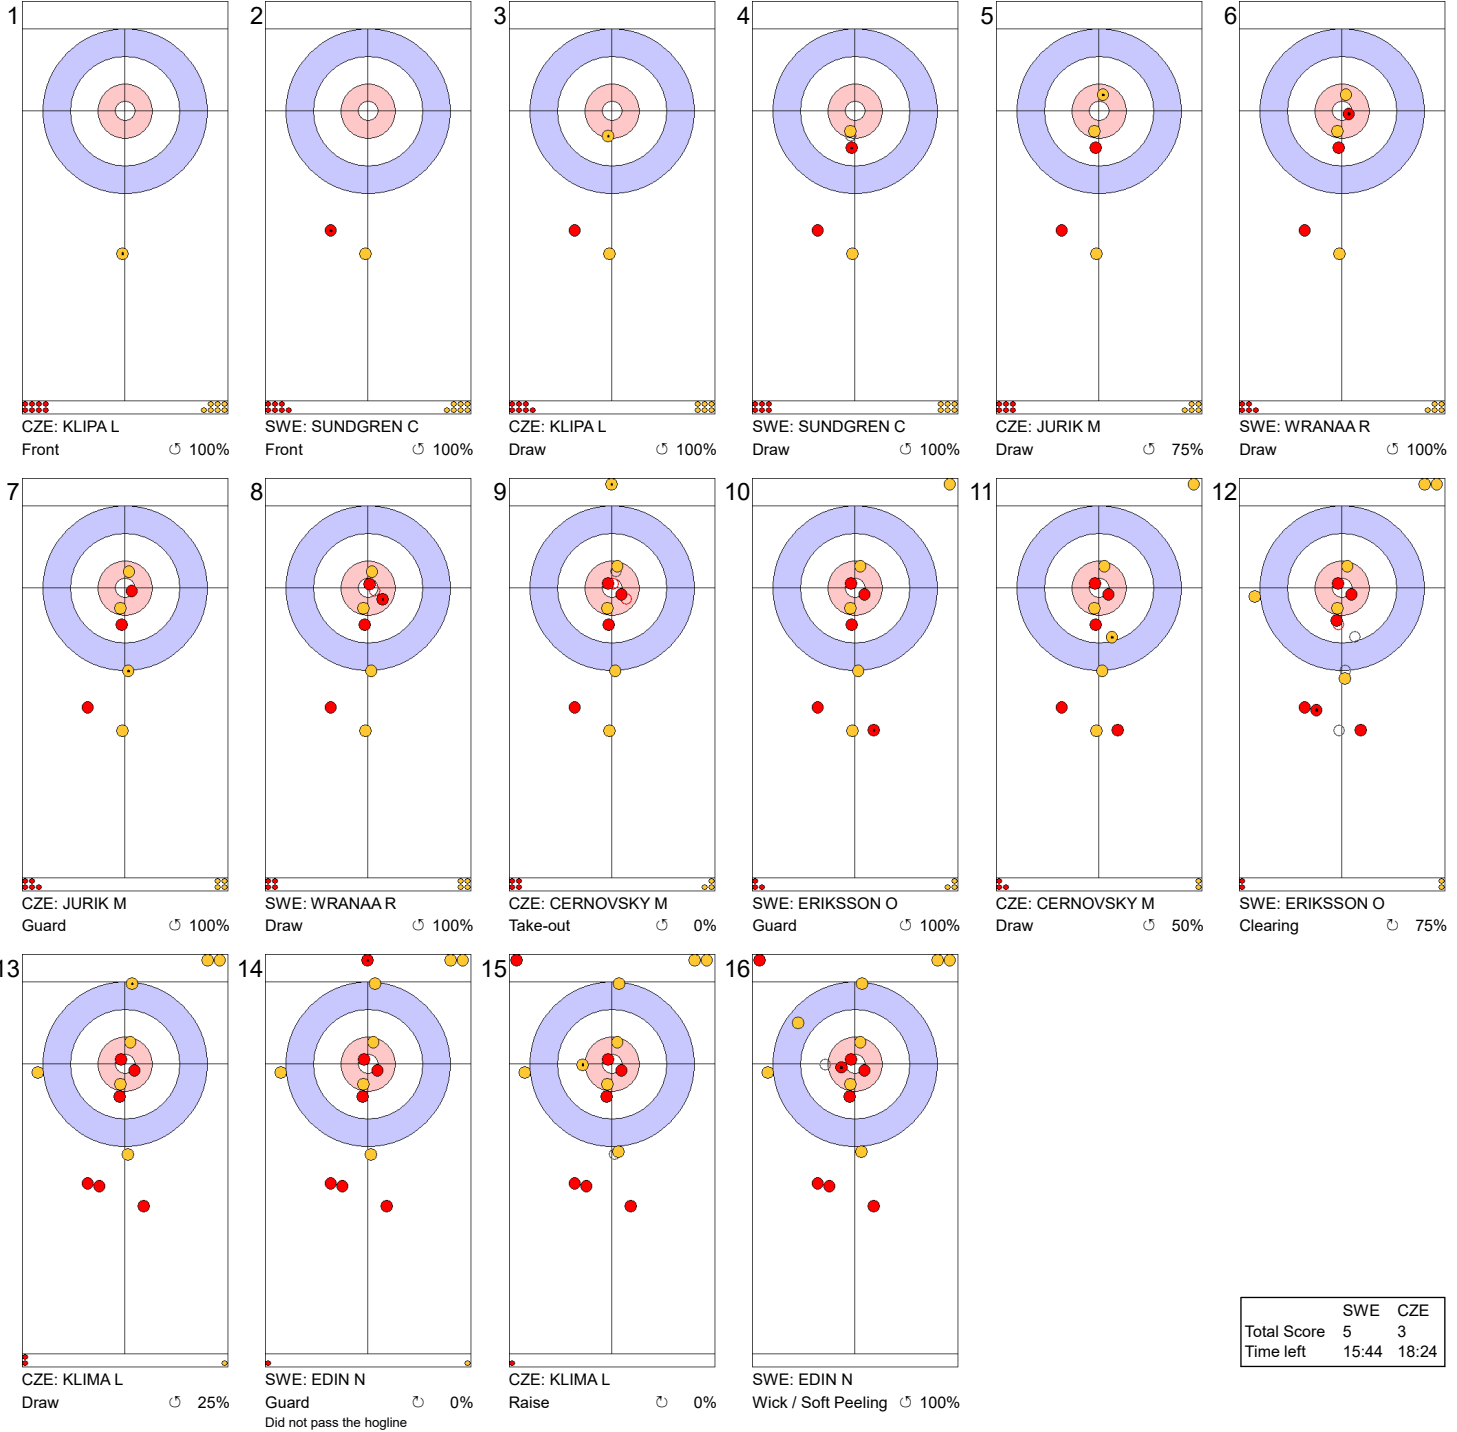 1 2 3 4 5 6
CZE: KLIPA L SWE: SUNDGREN C CZE: KLIPA L SWE: SUNDGREN C CZE: JURIK M SWE: WRANAA R
Front ↺ 100% Front ↺ 100% Draw ↺ 100% Draw ↺ 100% Draw ↺ 75% Draw ↺ 100%
7 8 9 10 11 12
CZE: JURIK M SWE: WRANAA R CZE: CERNOVSKY M SWE: ERIKSSON O CZE: CERNOVSKY M SWE: ERIKSSON O
Guard ↺ 100% Draw ↺ 100% Take-out ↺ 0% Guard ↺ 100% Draw ↺ 50% Clearing ↻ 75%
13 14 15 16
CZE: KLIMA L SWE: EDIN N CZE: KLIMA L SWE: EDIN N
Draw ↺ 25% Guard ↻ 0% Raise ↻ 0% Wick / Soft Peeling ↺ 100%
Did not pass the hogline
SWE CZE
Total Score 5 3
Time left 15:44 18:24